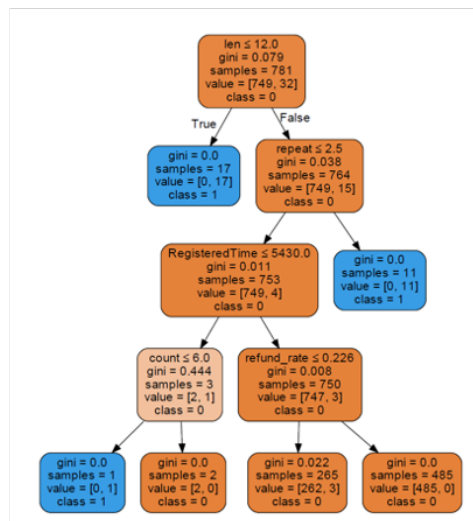 len ≤ 12.0
gini = 0.079
samples = 781
value = [749, 32]
class = 0
True
False
gini = 0.0
samples = 17
value = [0, 17]
class = 1
repeat ≤ 2.5
gini = 0.038
samples = 764
value = [749, 15]
class = 0
RegisteredTime ≤ 5430.0
gini = 0.011
samples = 753
value = [749, 4]
class = 0
gini = 0.0
samples = 11
value = [0, 11]
class = 1
count ≤ 6.0
gini = 0.444
samples = 3
value = [2, 1]
class = 0
refund_rate ≤ 0.226
gini = 0.008
samples = 750
value = [747, 3]
class = 0
gini = 0.0
samples = 1
value = [0, 1]
class = 1
gini = 0.0
samples = 2
value = [2, 0]
class = 0
gini = 0.022
samples = 265
value = [262, 3]
class = 0
gini = 0.0
samples = 485
value = [485, 0]
class = 0